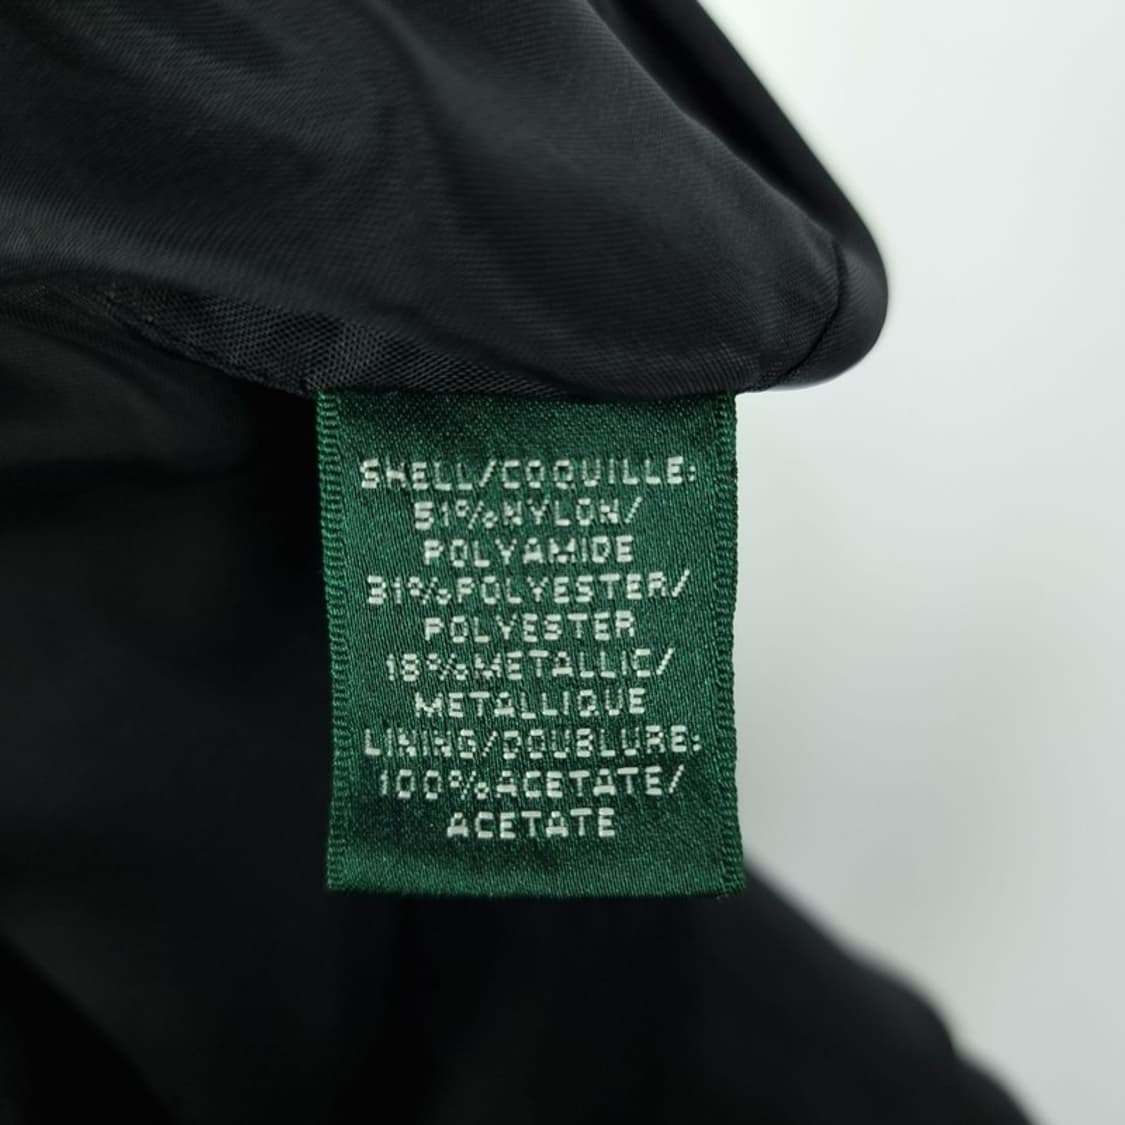 SHELL/COQUILLE:
51%NYLON/
POLYAMIDE
31%POLYESTER/
POLYESTER
18%METALLIC/
METALLIQUE
LINING/DOUBLURE:
100%ACETATE/
ACETATE